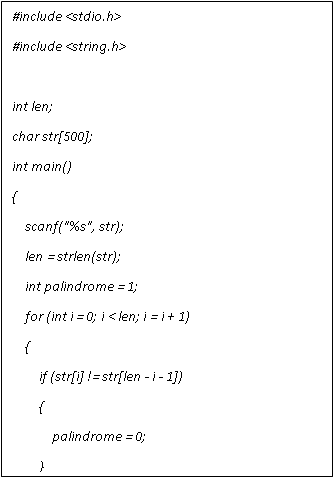 #include <stdio.h>
#include <string.h>
int len;
char str[500];
int main()
{
scanf("%s", str);
len = strlen(str);
int palindrome = 1;
for (int i = 0; i < len; i = i + 1)
{
if (str[i] != str[len - i - 1])
{
palindrome = 0;
}